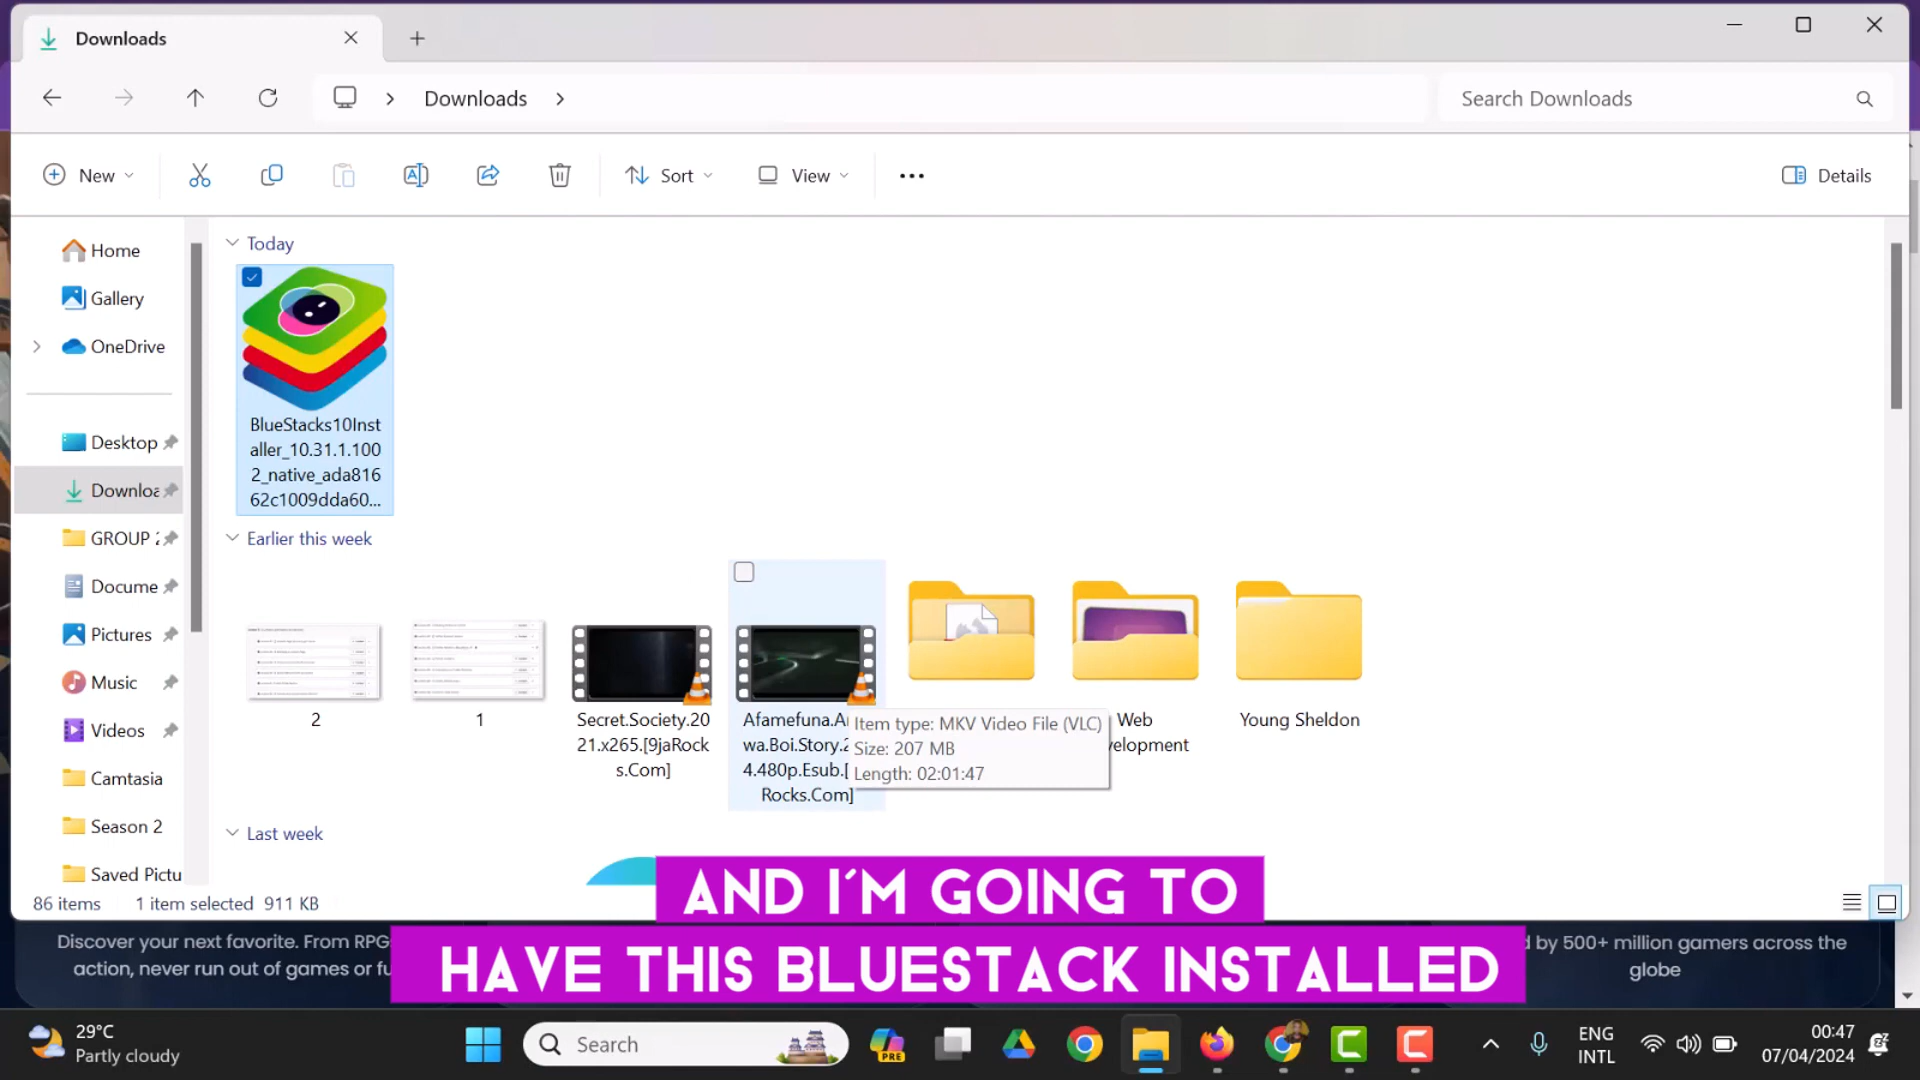 Downloads
Downloads
Search Downloads
New
Sort
View
Details
Home
Gallery
OneDrive
Desktop
Downloa
GROUP 2
Docume
Pictures
Music
Videos
Camtasia
Season 2
Saved Pictu
Today
BlueStacks10Inst
aller_10.31.1.100
2_native_ada816
62c1009dda60...
Earlier this week
2
1
Secret.Society.20
21.x265.[9jaRock
s.Com]
Afamefuna.A
wa.Boi.Story.2
4.480p.Esub.[
Rocks.Com]
Item type: MKV Video File (VLC)
Size: 207 MB
Length: 02:01:47
Web
elopment
Young Sheldon
Last week
86 items
1 item selected 911 KB
AND I'M GOING TO
HAVE THIS BLUESTACK INSTALLED
Discover your next favorite. From RPG
action, never run out of games or fu
d by 500+ million gamers across the
globe
29°C
Partly cloudy
Search
PRE
ENG
INTL
00:47
07/04/2024